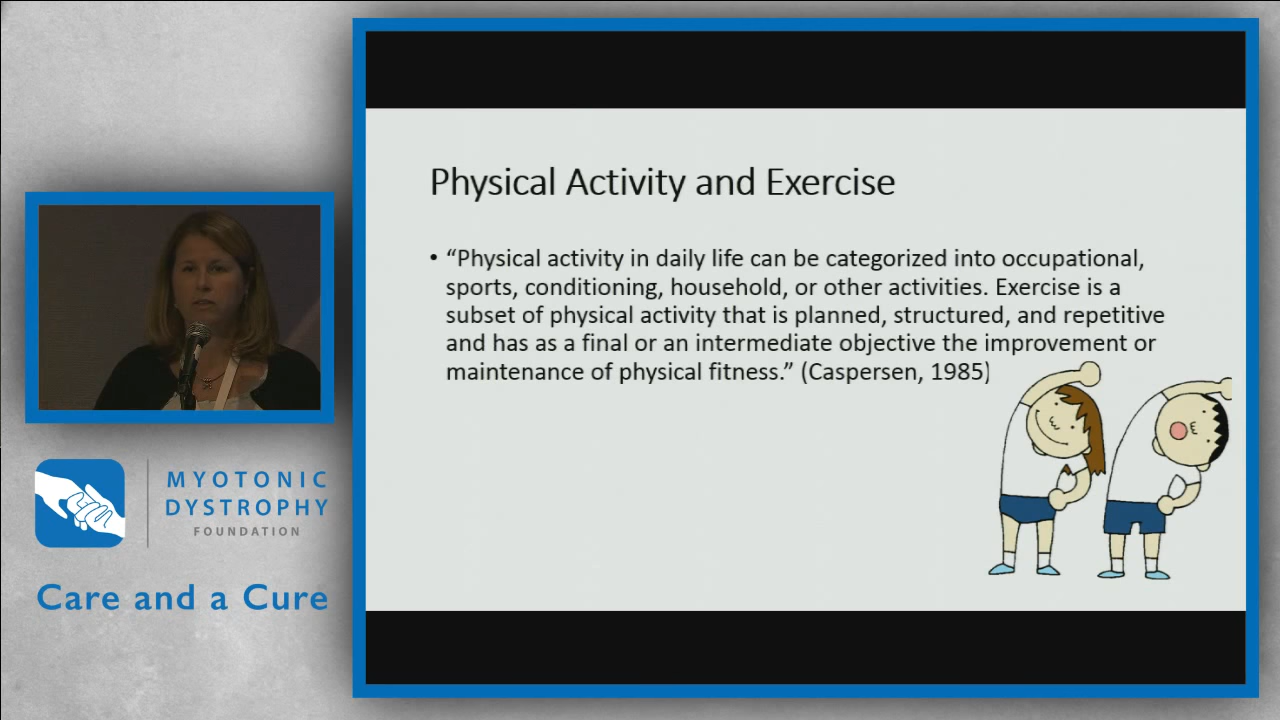 Physical Activity and Exercise
• “Physical activity in daily life can be categorized into occupational,
sports, conditioning, household, or other activities. Exercise is a
subset of physical activity that is planned, structured, and repetitive
and has as a final or an intermediate objective the improvement or
maintenance of physical fitness.” (Caspersen, 1985)
MYOTONIC
DYSTROPHY
FOUNDATION
Care and a Cure